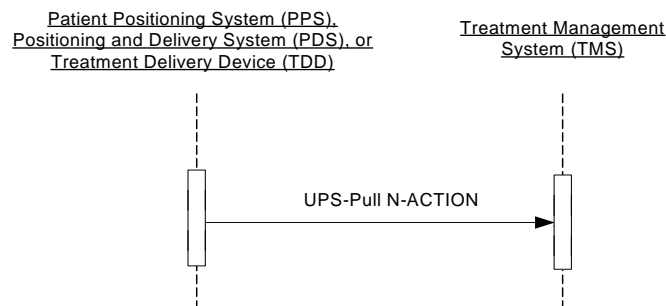 Patient Positioning System (PPS),
Positioning and Delivery System (PDS), or
Treatment Delivery Device (TDD)
Treatment Management
System (TMS)
UPS-Pull N-ACTION